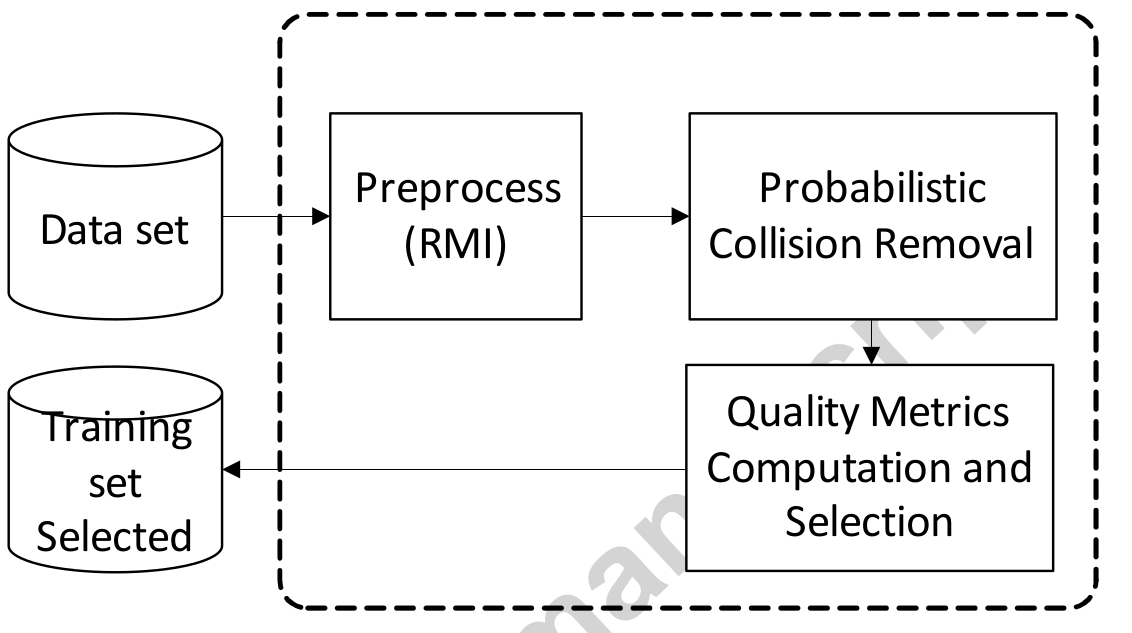 Data set
Preprocess
(RMI)
Probabilistic
Collision Removal
Quality Metrics
Computation and
Selection
Training
set
Selected